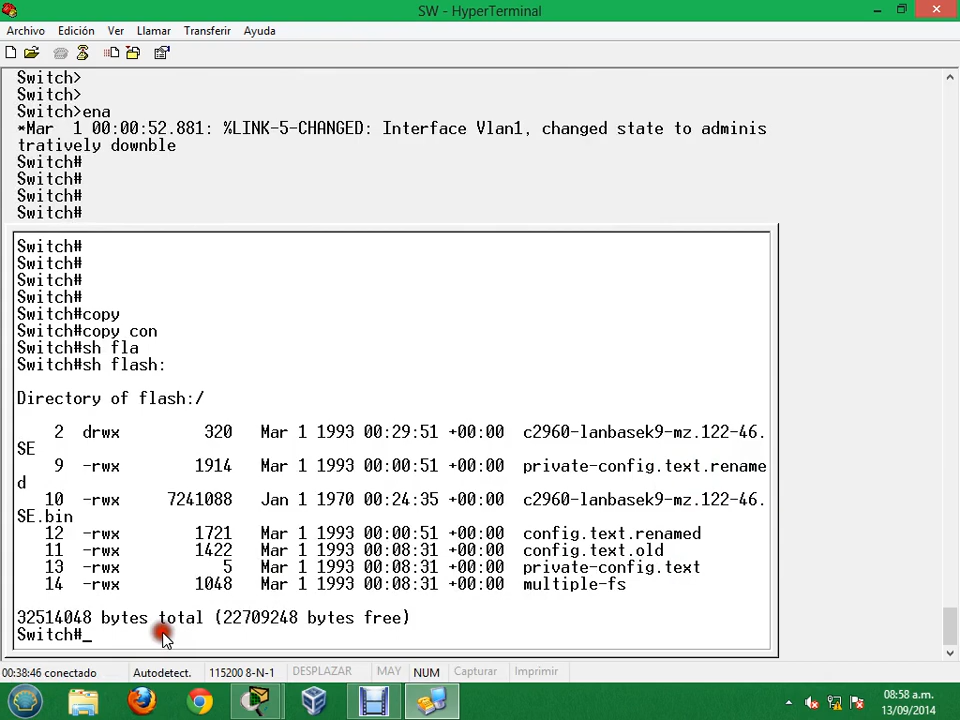 SW - HyperTerminal
Archivo Edición Ver Llamar Transferir Ayuda
Switch>
Switch>
Switch>ena
*Mar  1 00:00:52.881: %LINK-5-CHANGED: Interface Vlan1, changed state to adminis
tratively downble
Switch#
Switch#
Switch#
Switch#
Switch#
Switch#
Switch#
Switch#
Switch#copy
Switch#copy con
Switch#sh fla
Switch#sh flash:
Directory of flash:/
2  drwx         320   Mar 1 1993 00:29:51 +00:00  c2960-lanbasek9-mz.122-46.
SE
9  -rwx        1914   Mar 1 1993 00:00:51 +00:00  private-config.text.rename
d
10  -rwx     7241088   Jan 1 1970 00:24:35 +00:00  c2960-lanbasek9-mz.122-46.
SE.bin
12  -rwx        1721   Mar 1 1993 00:00:51 +00:00  config.text.renamed
11  -rwx        1422   Mar 1 1993 00:08:31 +00:00  config.text.old
13  -rwx           5   Mar 1 1993 00:08:31 +00:00  private-config.text
14  -rwx        1048   Mar 1 1993 00:08:31 +00:00  multiple-fs
32514048 bytes total (22709248 bytes free)
Switch#_
00:38:46 conectado Autodetect. 115200 8-N-1 DESPLAZAR MAY NUM Capturar Imprimir
08:58 a.m.
13/09/2014